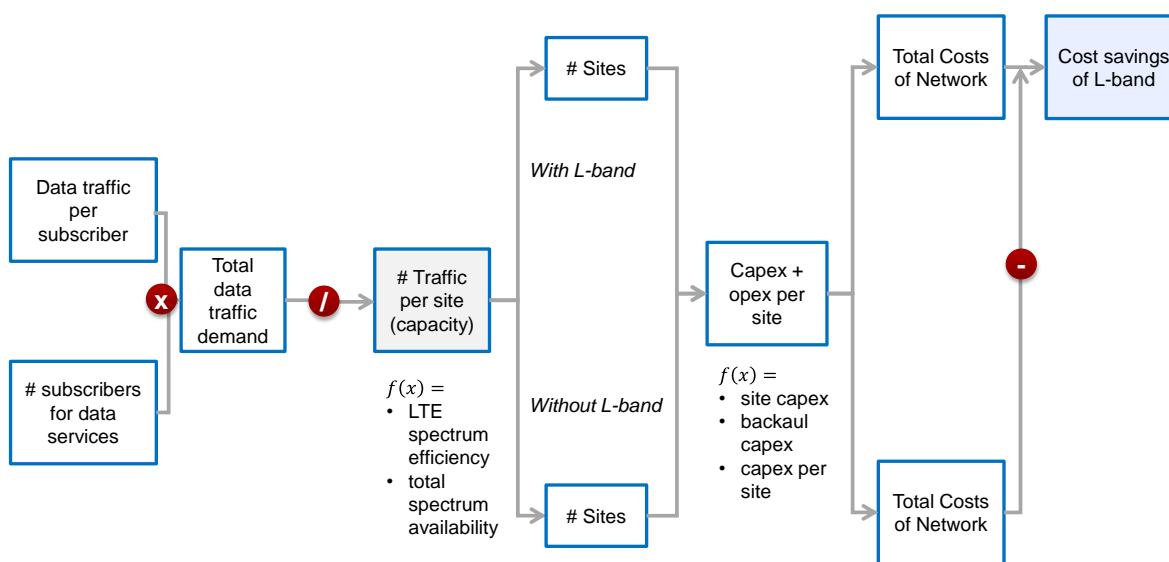 Data traffic
per
subscriber
x
# subscribers
for data
services
Total
data
traffic
demand
/
# Traffic
per site
(capacity)
f(x) =
• LTE
spectrum
efficiency
• total
spectrum
availability
# Sites
With L-band
Without L-band
# Sites
Capex +
opex per
site
f(x) =
• site capex
• backaul
capex
• capex per
site
Total Costs
of Network
-
Total Costs
of Network
Cost savings
of L-band